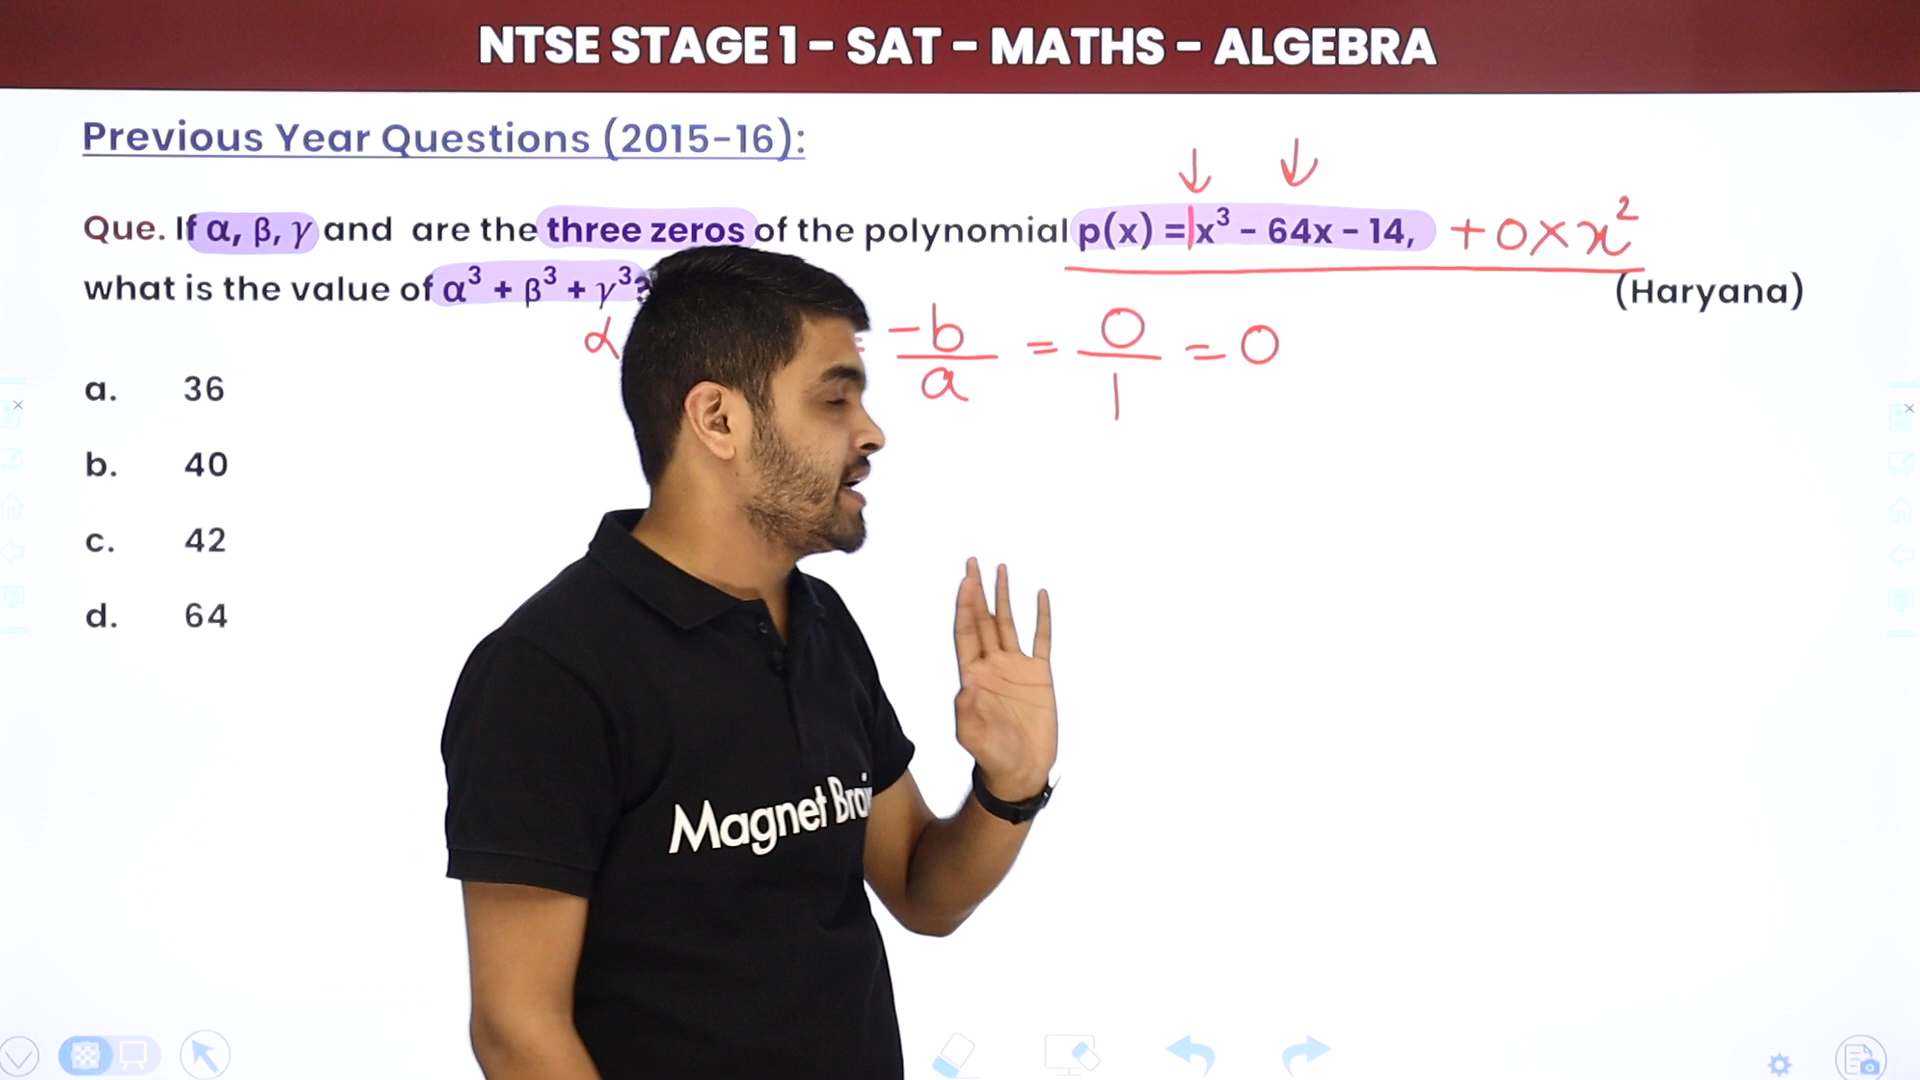 NTSE STAGE 1 - SAT - MATHS - ALGEBRA
Previous Year Questions (2015-16):
Que. If α, β, γ and are the three zeros of the polynomial p(x) = 1x³ - 64x - 14, + 0 × x²
what is the value of α³ + β³ + γ³? (Haryana)
α = -b/a = 0/1 = 0
a. 36
b. 40
c. 42
d. 64
Magnet Brai